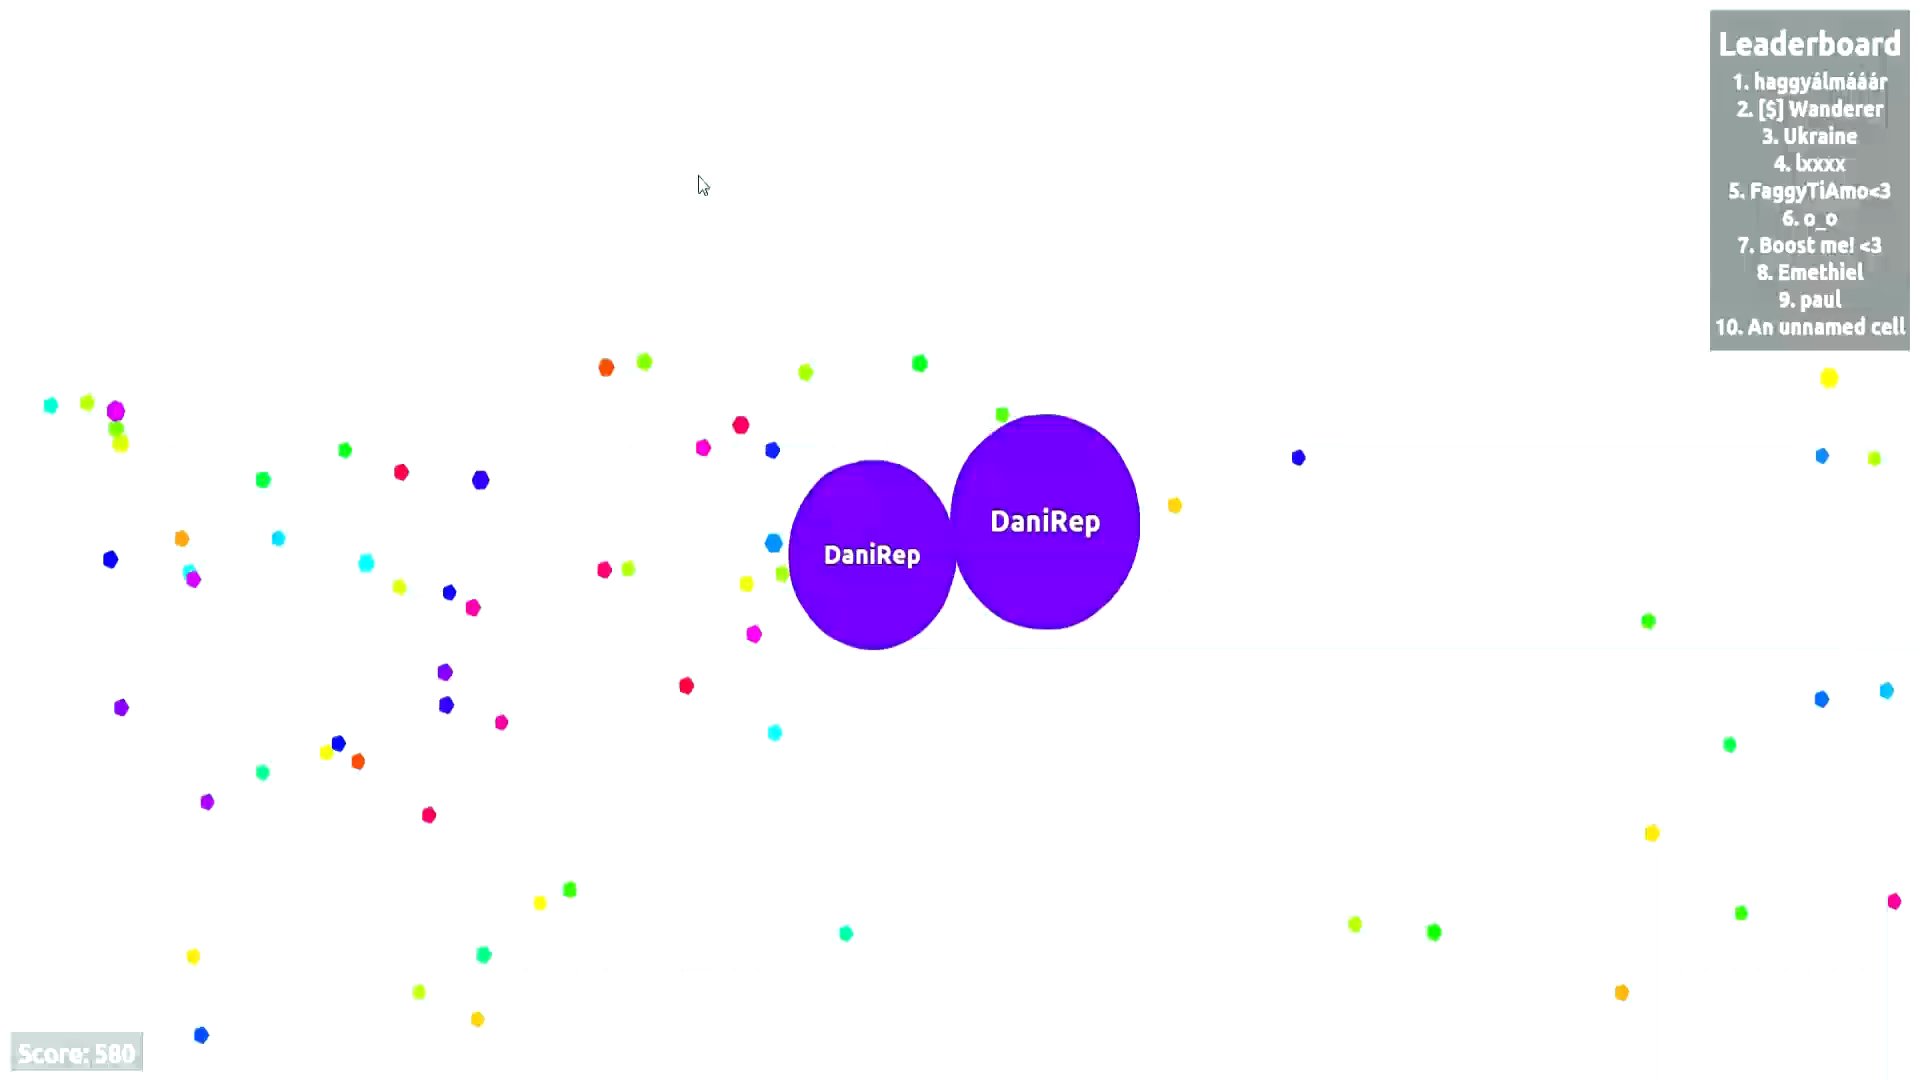 Leaderboard
1. haggyálmááár
2. [$] Wanderer
3. Ukraine
4. lxxxx
5. FaggyTiAmo<3
6. o_o
7. Boost me! <3
8. Emethiel
9. paul
10. An unnamed cell
DaniRep
DaniRep
Score: 580